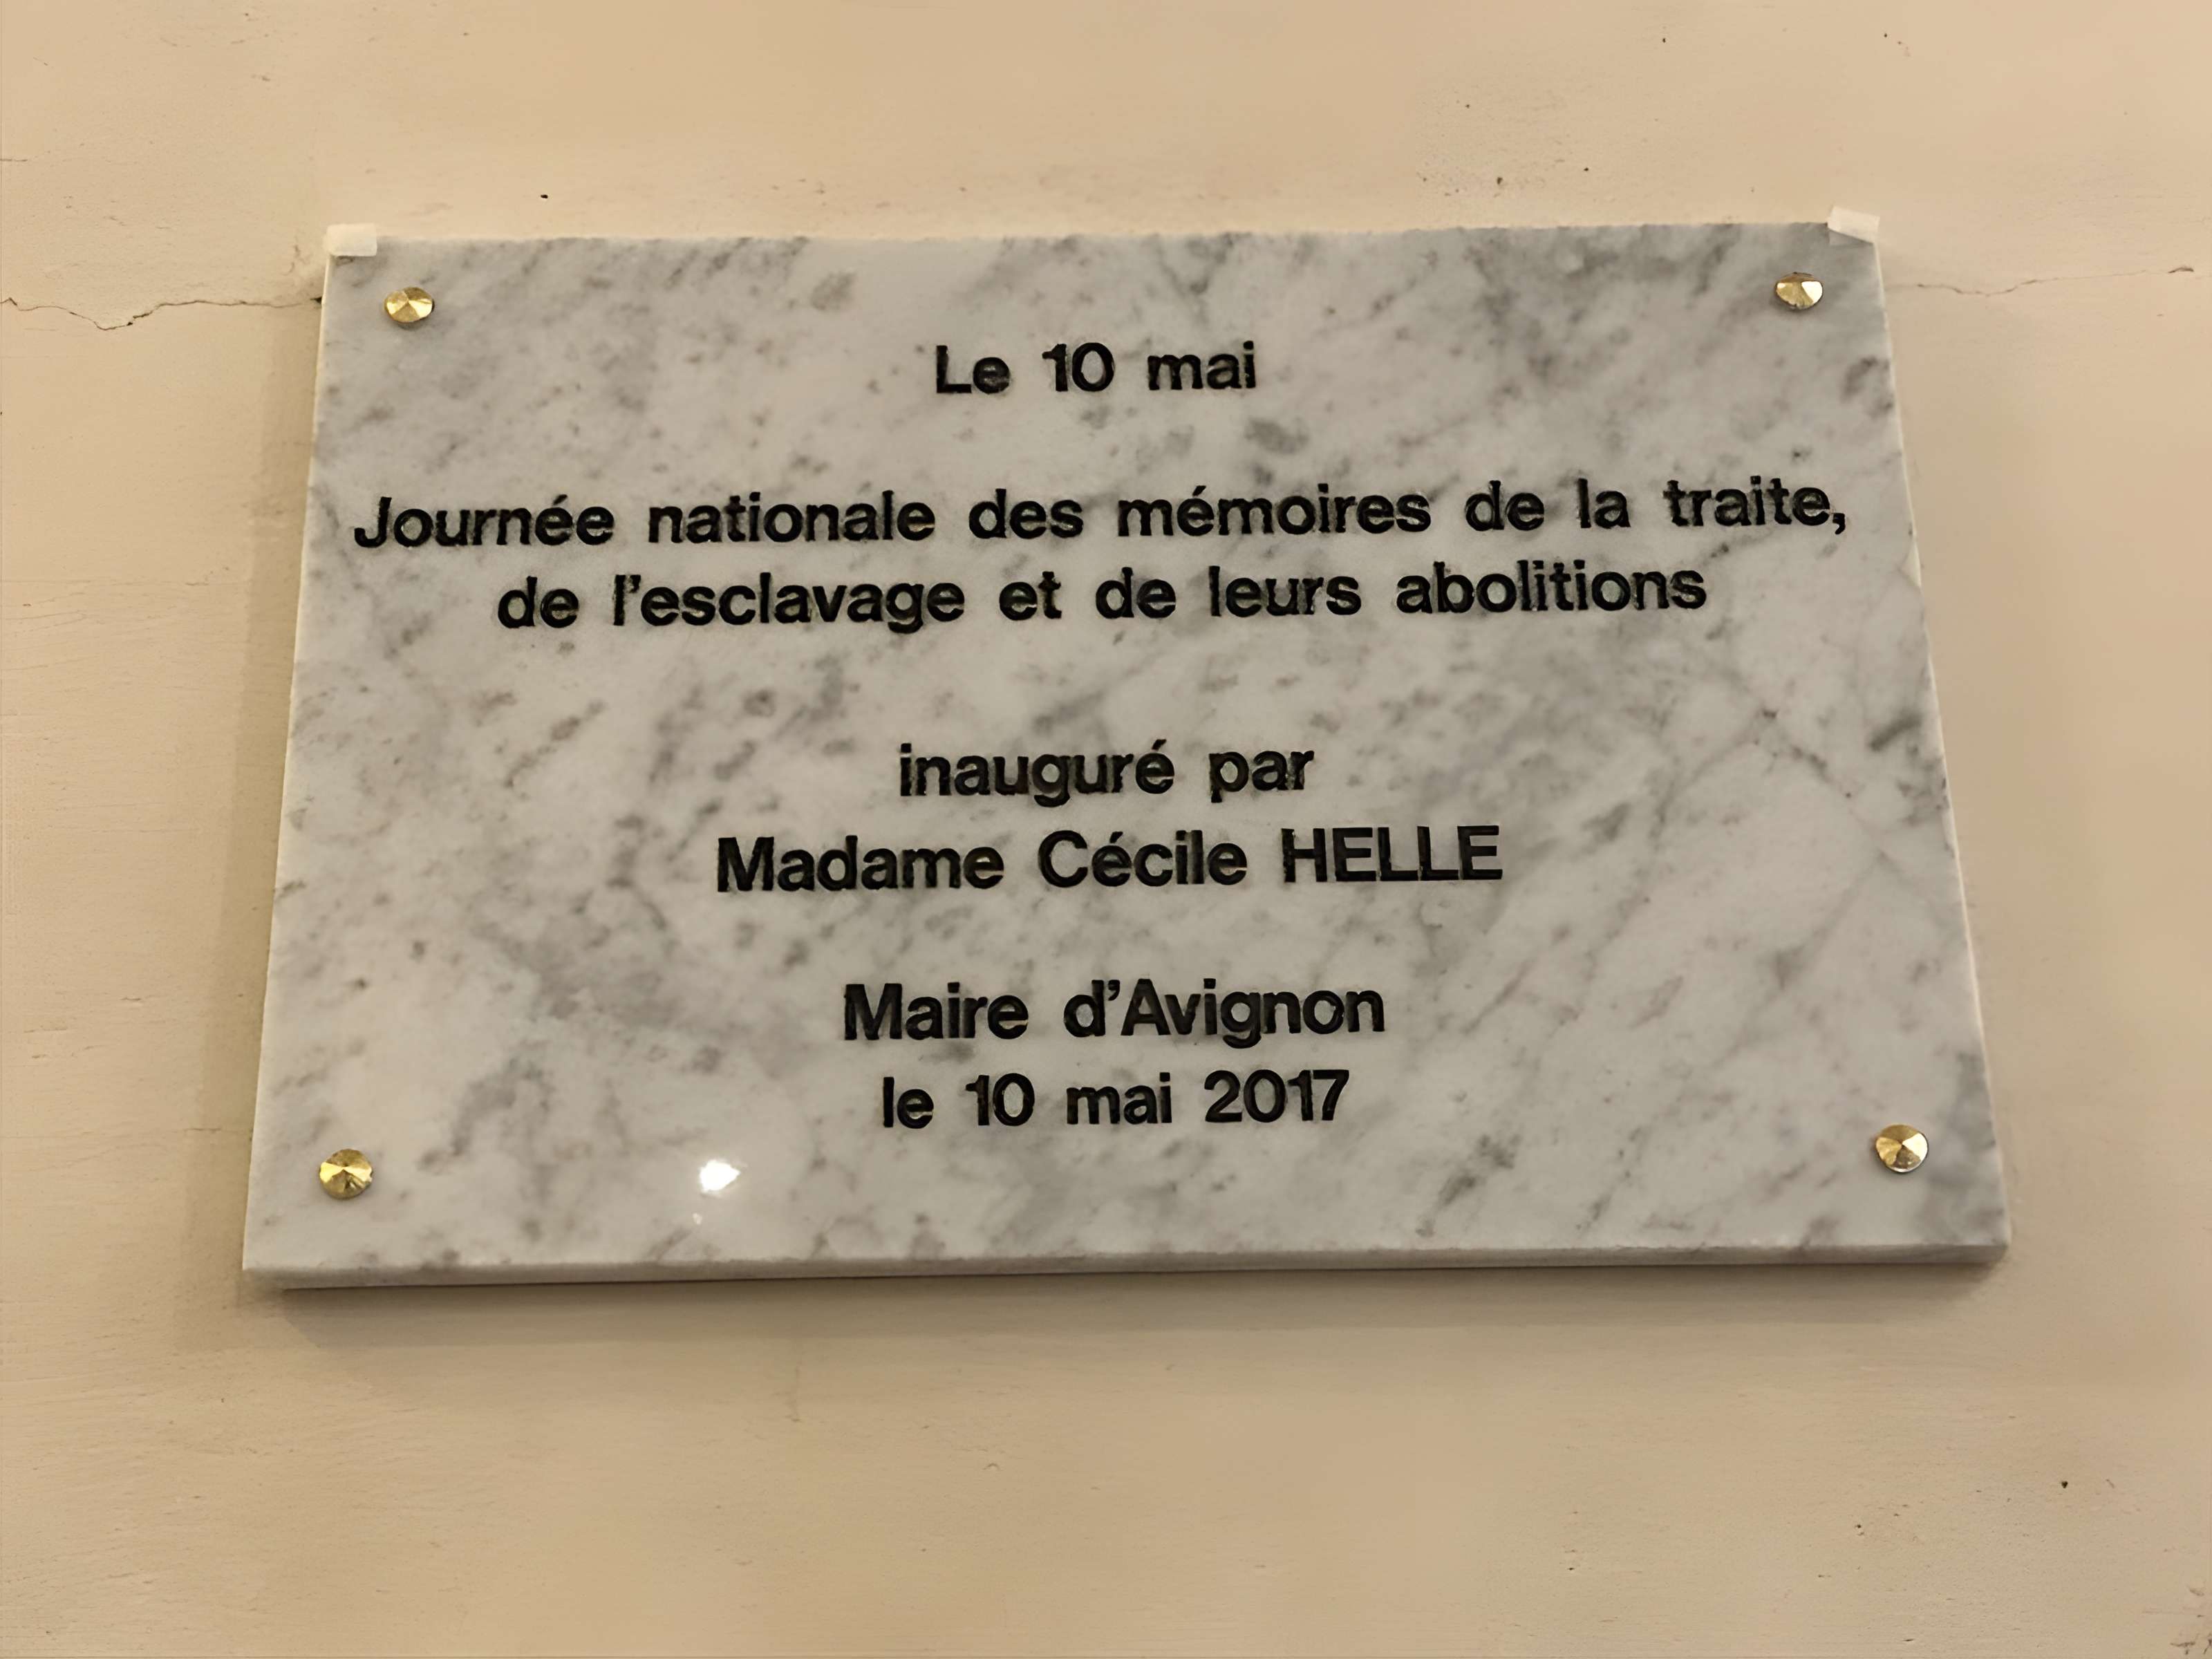 Le 10 mai
Journée nationale des mémoires de la traite,
de l'esclavage et de leurs abolitions
inauguré par
Madame Cécile HELLE
Maire d'Avignon
le 10 mai 2017